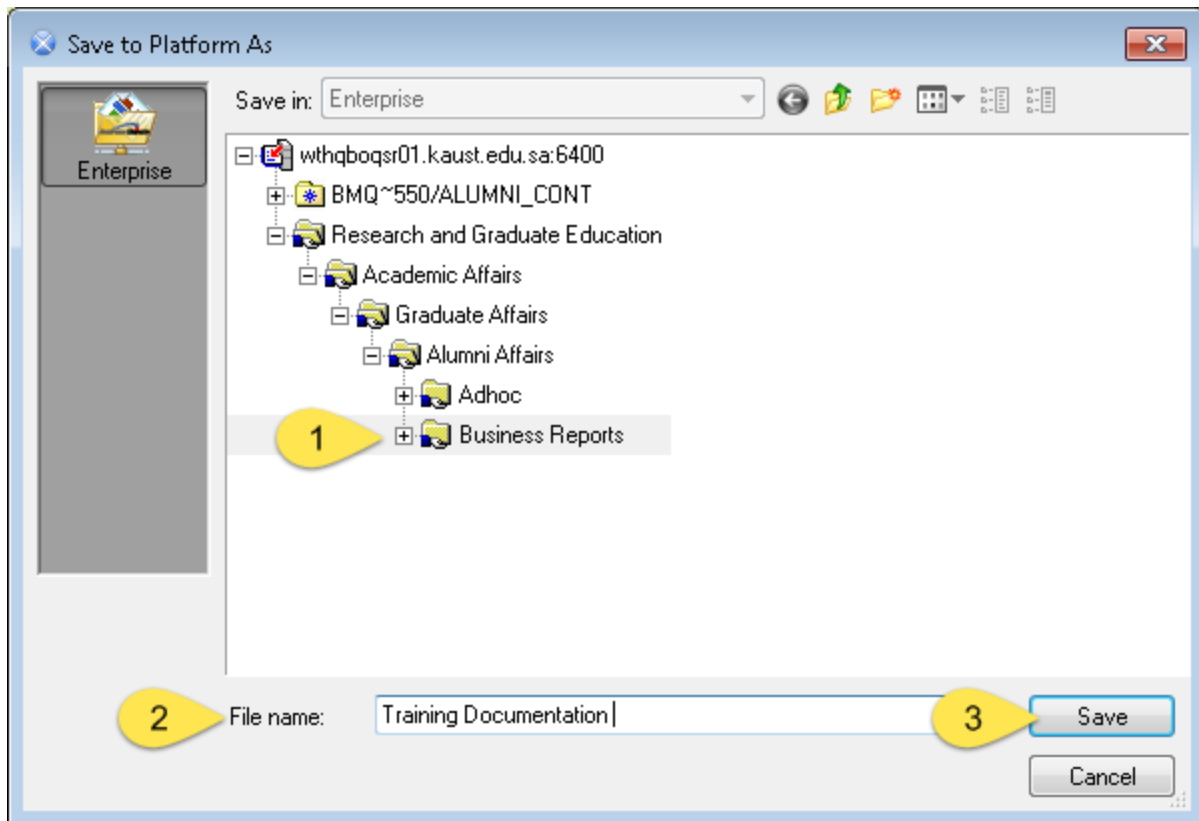 Save to Platform As
Enterprise
Save in: Enterprise
wthqboqsr01.kaust.edu.sa:6400
BMQ~550/ALUMNI_CONT
Research and Graduate Education
Academic Affairs
Graduate Affairs
Alumni Affairs
Adhoc
1 Business Reports
2 File name: Training Documentation 3 Save
Cancel